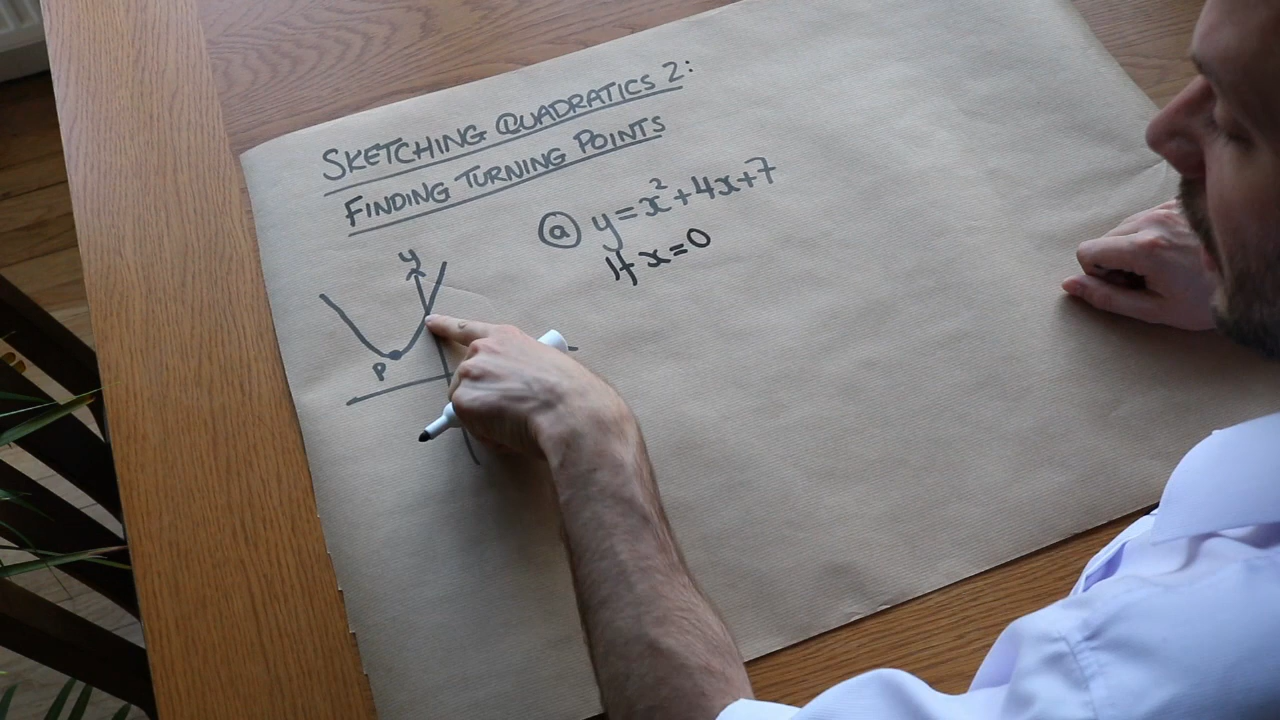 SKETCHING QUADRATICS 2:
FINDING TURNING POINTS
ⓐ y=x²+4x+7
If x=0
y
P